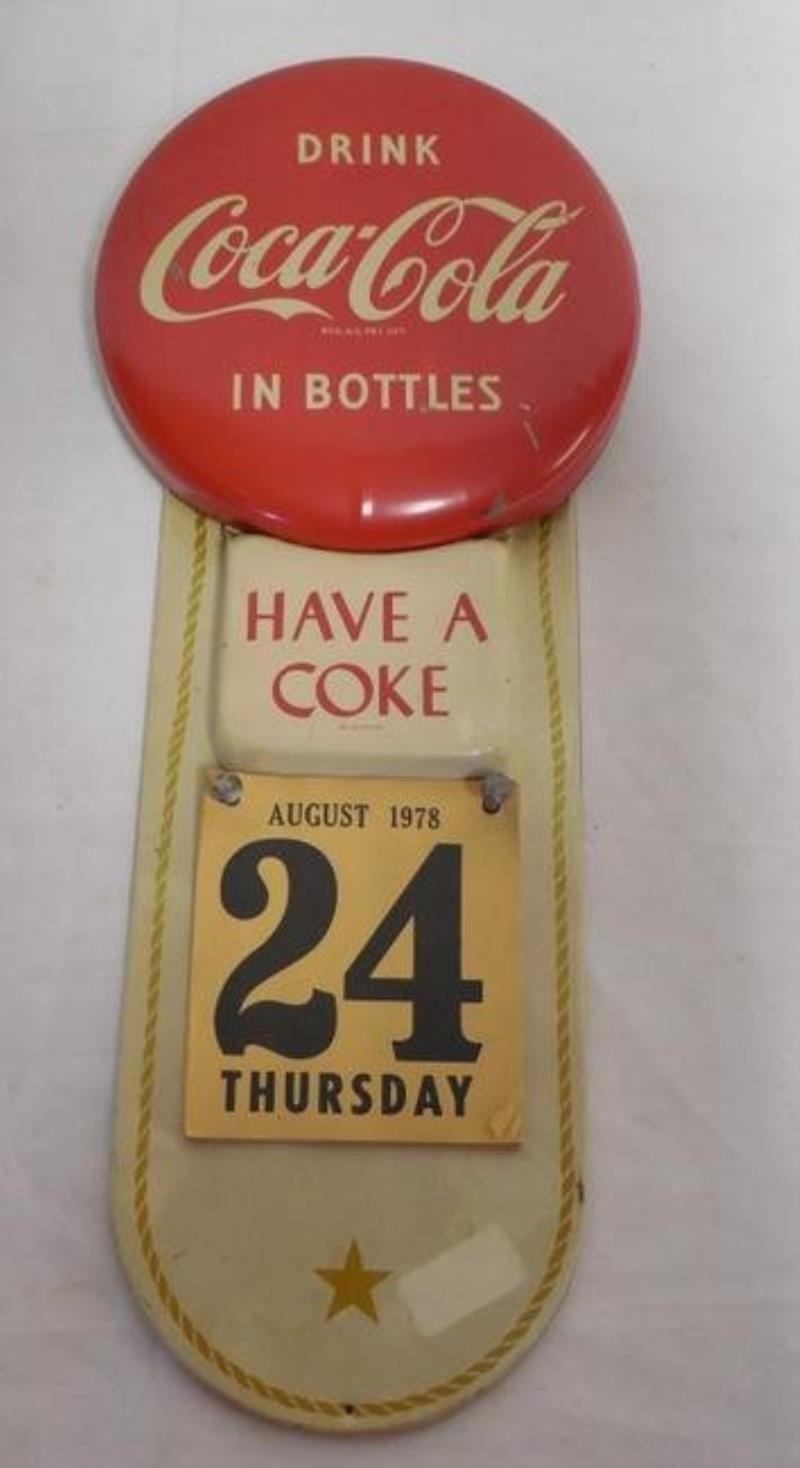 DRINK
Coca-Cola
IN BOTTLES
HAVE A
COKE
AUGUST 1978
24
THURSDAY